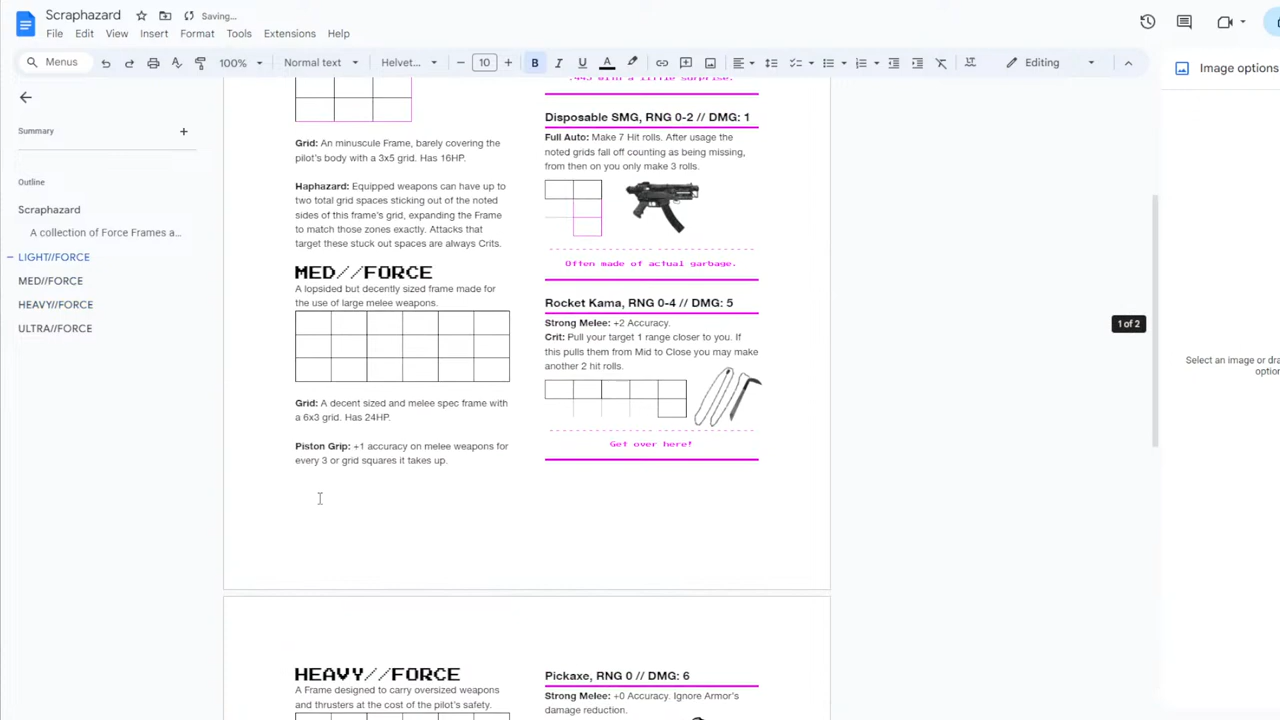 Scraphazard
Saving...
File Edit View Insert Format Tools Extensions Help
Menus
100%
Normal text
Helvet...
10
B I U A
Editing
Image options
Summary
Outline
Scraphazard
A collection of Force Frames a...
LIGHT//FORCE
MED//FORCE
HEAVY//FORCE
ULTRA//FORCE
Grid: An minuscule Frame, barely covering the
pilot's body with a 3x5 grid. Has 16HP.
Haphazard: Equipped weapons can have up to
two total grid spaces sticking out of the noted
sides of this frame's grid, expanding the Frame
to match those zones exactly. Attacks that
target these stuck out spaces are always Crits.
MED//FORCE
A lopsided but decently sized frame made for
the use of large melee weapons.
Grid: A decent sized and melee spec frame with
a 6x3 grid. Has 24HP.
Piston Grip: +1 accuracy on melee weapons for
every 3 or grid squares it takes up.
.445 with a little surprise.
Disposable SMG, RNG 0-2 // DMG: 1
Full Auto: Make 7 Hit rolls. After usage the
noted grids fall off counting as being missing,
from then on you only make 3 rolls.
Often made of actual garbage.
Rocket Kama, RNG 0-4 // DMG: 5
Strong Melee: +2 Accuracy.
Crit: Pull your target 1 range closer to you. If
this pulls them from Mid to Close you may make
another 2 hit rolls.
Get over here!
1 of 2
Select an image or dra
option
HEAVY//FORCE
A Frame designed to carry oversized weapons
and thrusters at the cost of the pilot's safety.
Pickaxe, RNG 0 // DMG: 6
Strong Melee: +0 Accuracy. Ignore Armor's
damage reduction.